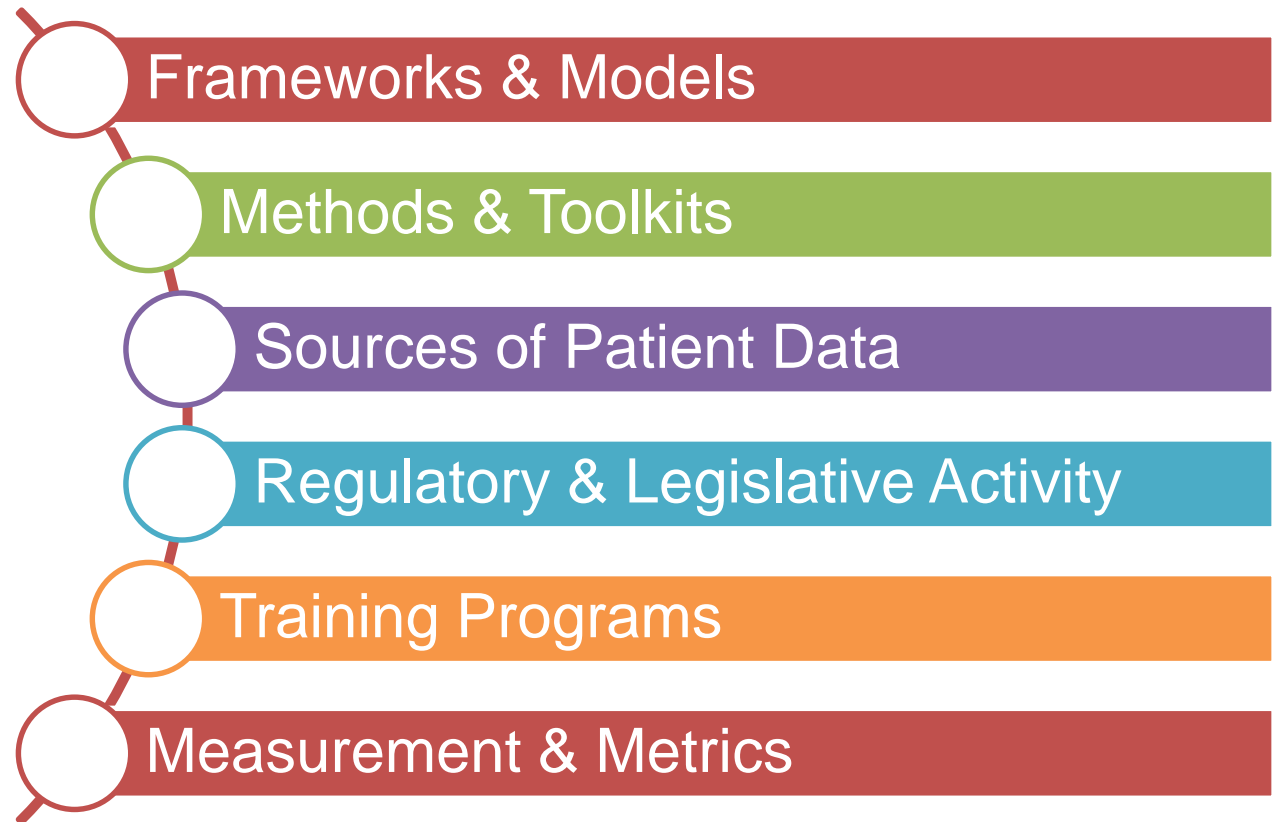 Frameworks & Models
Methods & Toolkits
Sources of Patient Data
Regulatory & Legislative Activity
Training Programs
Measurement & Metrics